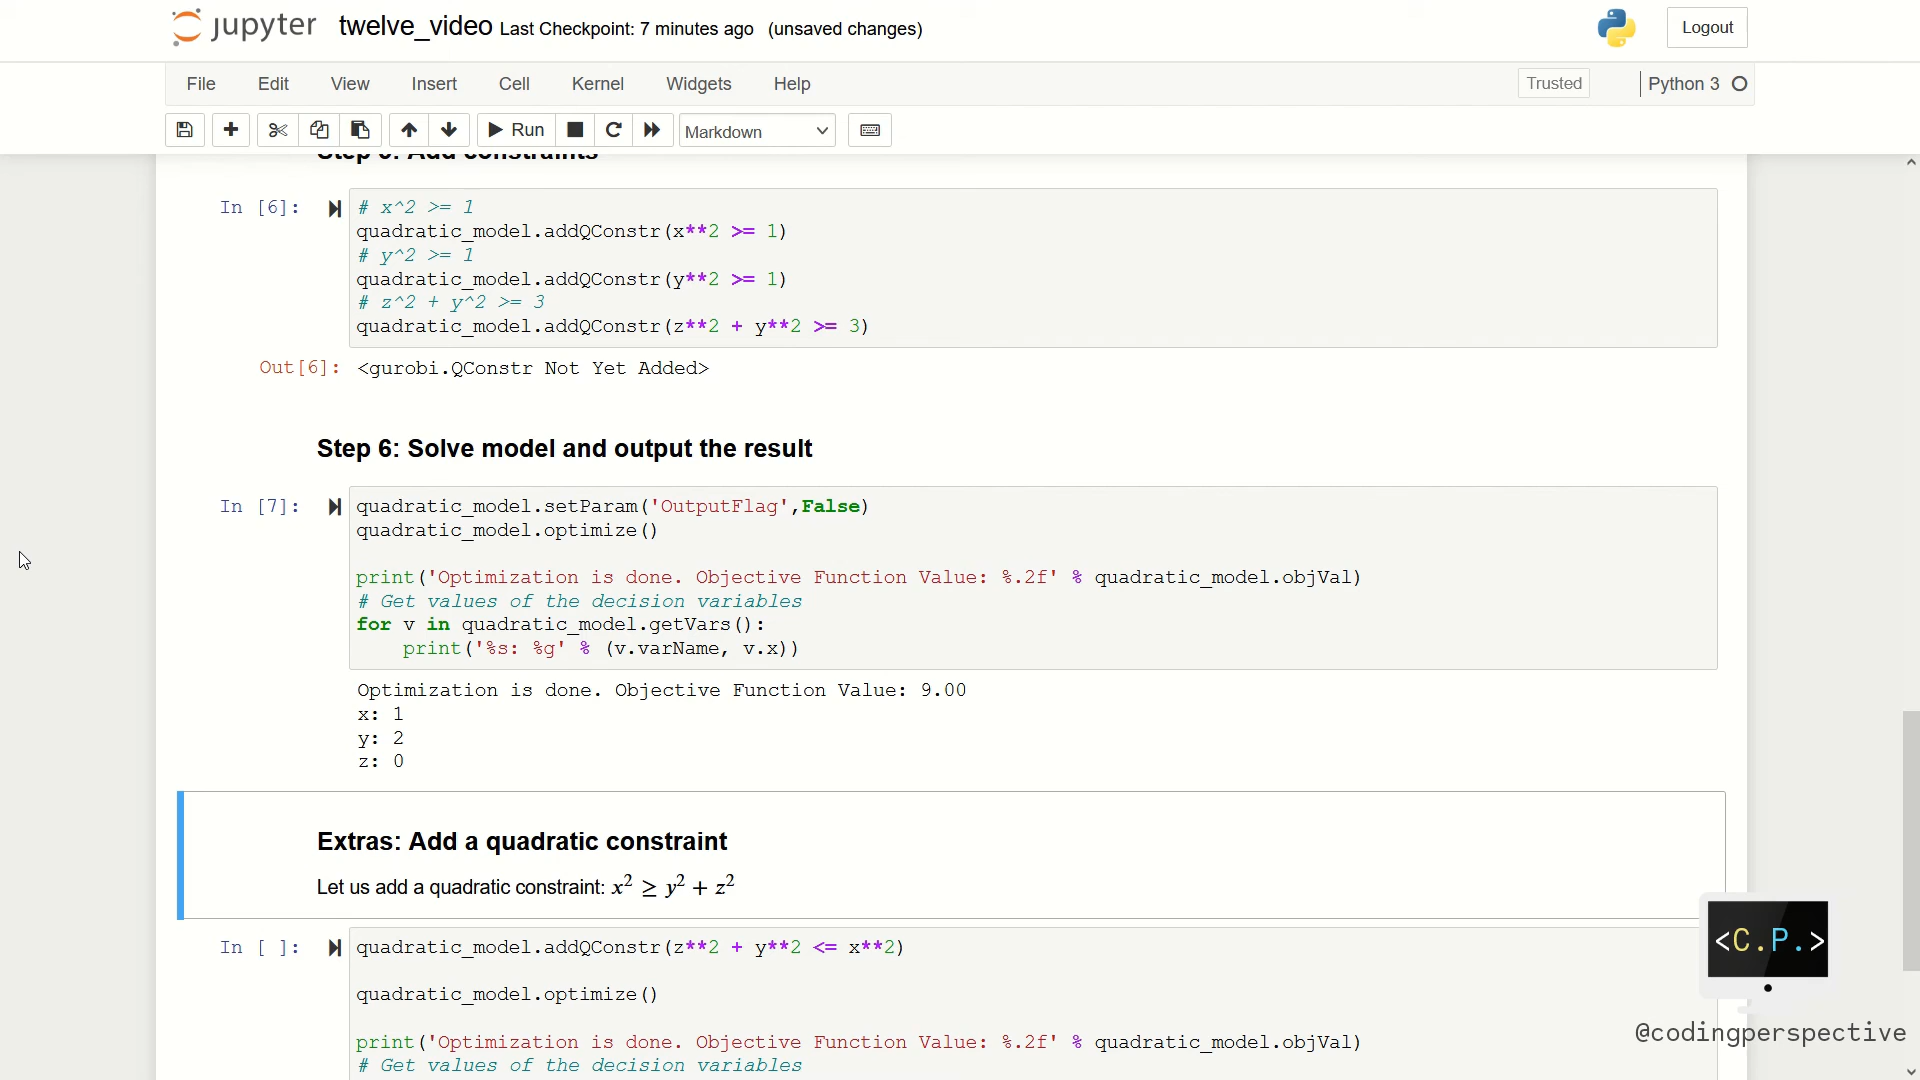 jupyter twelve_video Last Checkpoint: 7 minutes ago (unsaved changes)
Logout
File Edit View Insert Cell Kernel Widgets Help
Trusted
Python 3
Run
Markdown
Step 5: Add constraints
In [6]:
# x^2 >= 1
quadratic_model.addQConstr(x**2 >= 1)
# y^2 >= 1
quadratic_model.addQConstr(y**2 >= 1)
# z^2 + y^2 >= 3
quadratic_model.addQConstr(z**2 + y**2 >= 3)
Out[6]: <gurobi.QConstr Not Yet Added>
Step 6: Solve model and output the result
In [7]:
quadratic_model.setParam('OutputFlag',False)
quadratic_model.optimize()
print('Optimization is done. Objective Function Value: %.2f' % quadratic_model.objVal)
# Get values of the decision variables
for v in quadratic_model.getVars():
    print('%s: %g' % (v.varName, v.x))
Optimization is done. Objective Function Value: 9.00
x: 1
y: 2
z: 0
Extras: Add a quadratic constraint
Let us add a quadratic constraint: x² ≥ y² + z²
In [ ]:
quadratic_model.addQConstr(z**2 + y**2 <= x**2)
quadratic_model.optimize()
print('Optimization is done. Objective Function Value: %.2f' % quadratic_model.objVal)
# Get values of the decision variables
<C.P.>
@codingperspective